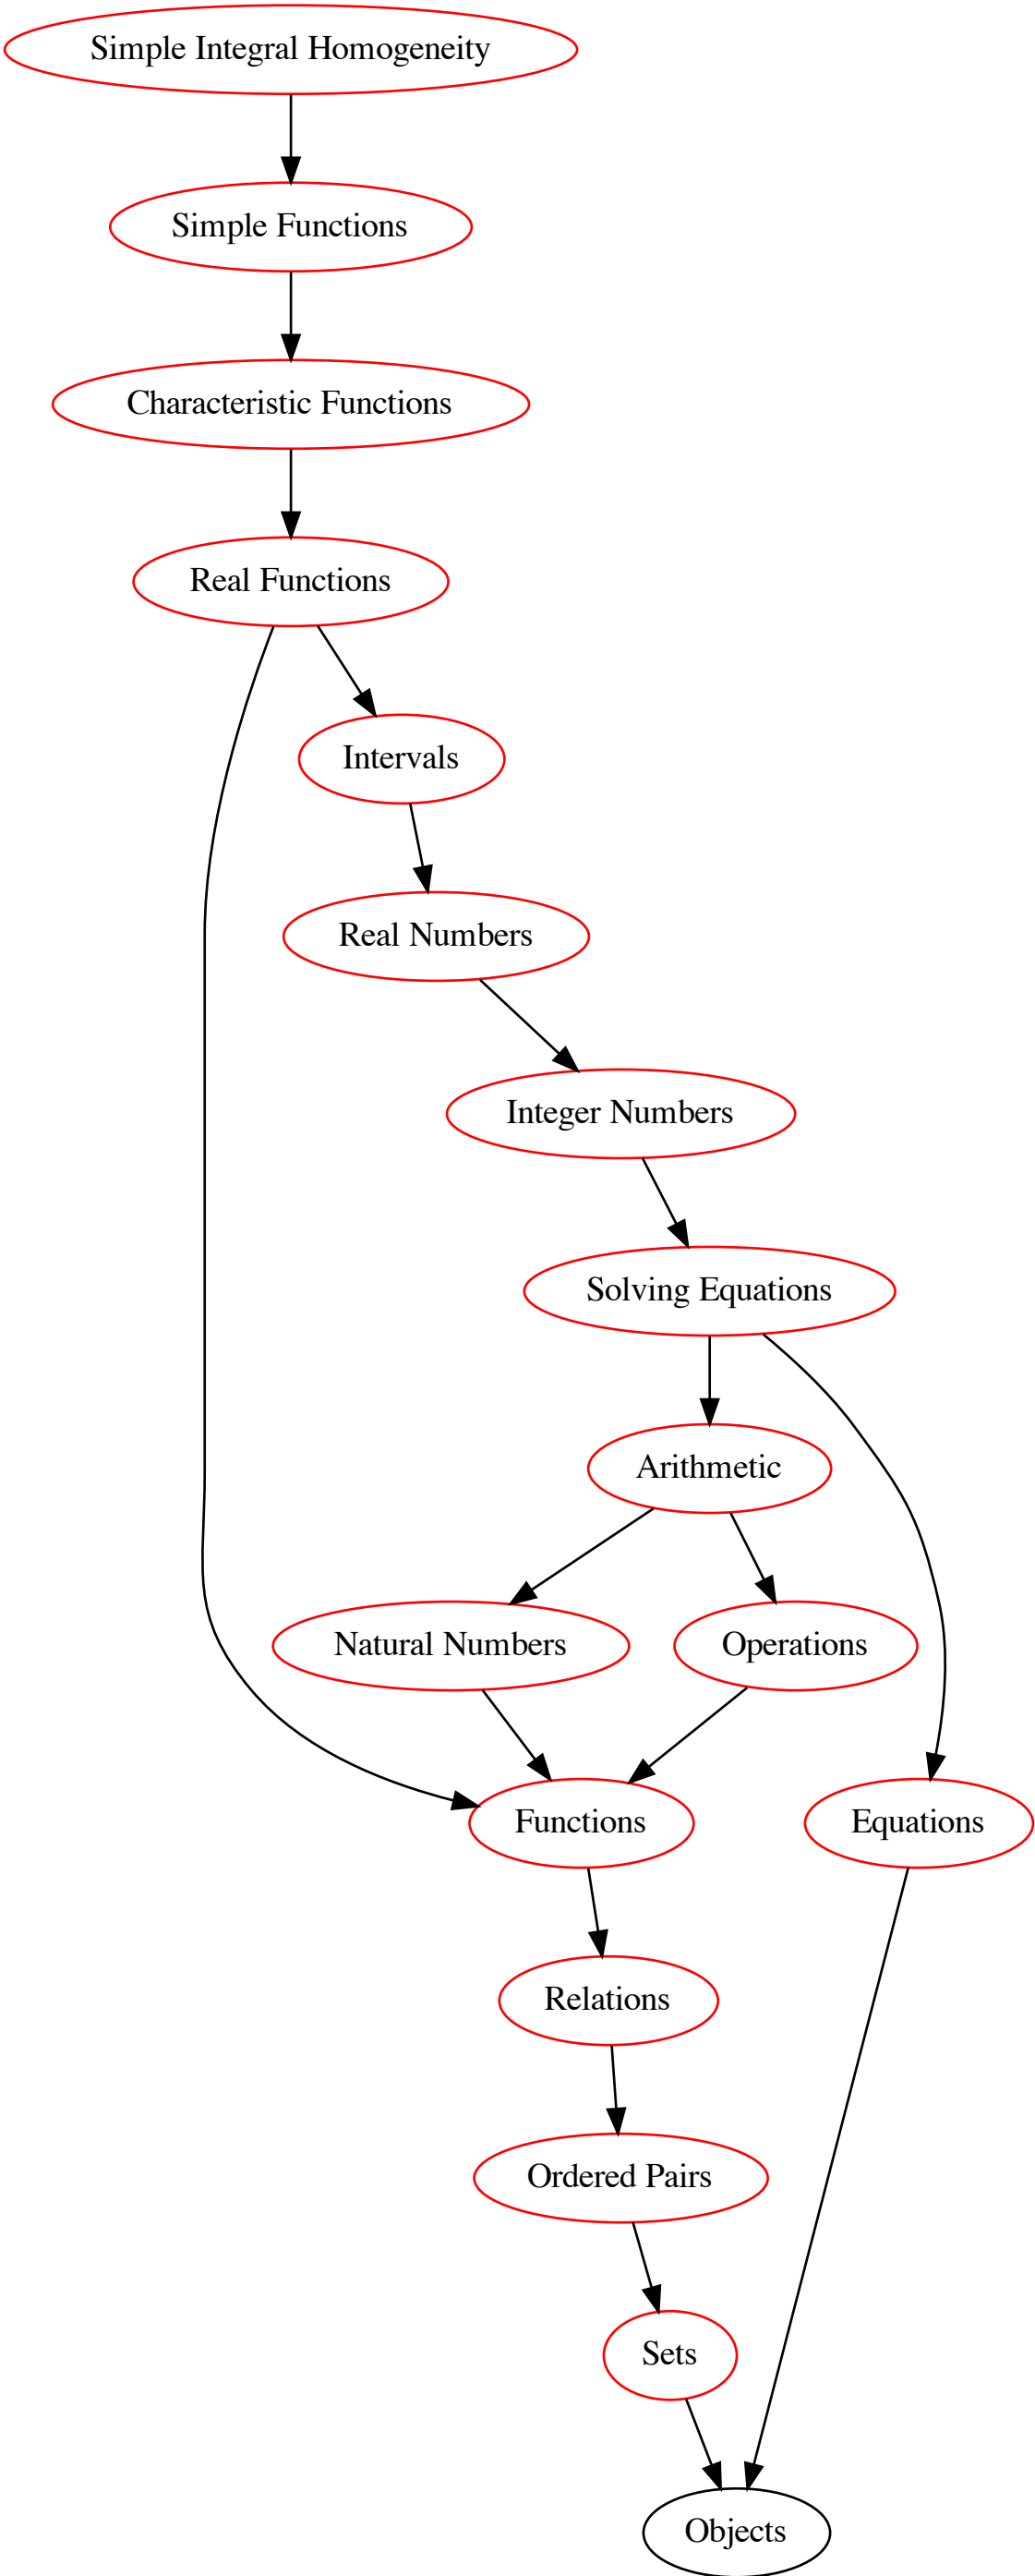 Simple Integral Homogeneity
Simple Functions
Characteristic Functions
Real Functions
Intervals
Real Numbers
Integer Numbers
Solving Equations
Arithmetic
Natural Numbers
Operations
Functions
Equations
Relations
Ordered Pairs
Sets
Objects